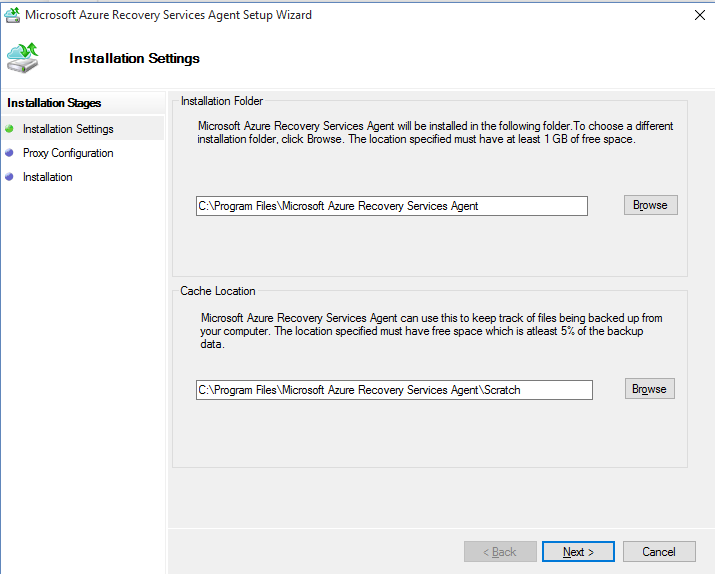 Microsoft Azure Recovery Services Agent Setup Wizard
Installation Settings
Installation Stages
Installation Settings
Proxy Configuration
Installation
Installation Folder
Microsoft Azure Recovery Services Agent will be installed in the following folder.To choose a different
installation folder, click Browse. The location specified must have at least 1 GB of free space.
C:\Program Files\Microsoft Azure Recovery Services Agent
Browse
Cache Location
Microsoft Azure Recovery Services Agent can use this to keep track of files being backed up from
your computer. The location specified must have free space which is atleast 5% of the backup
data.
C:\Program Files\Microsoft Azure Recovery Services Agent\Scratch
Browse
< Back
Next >
Cancel